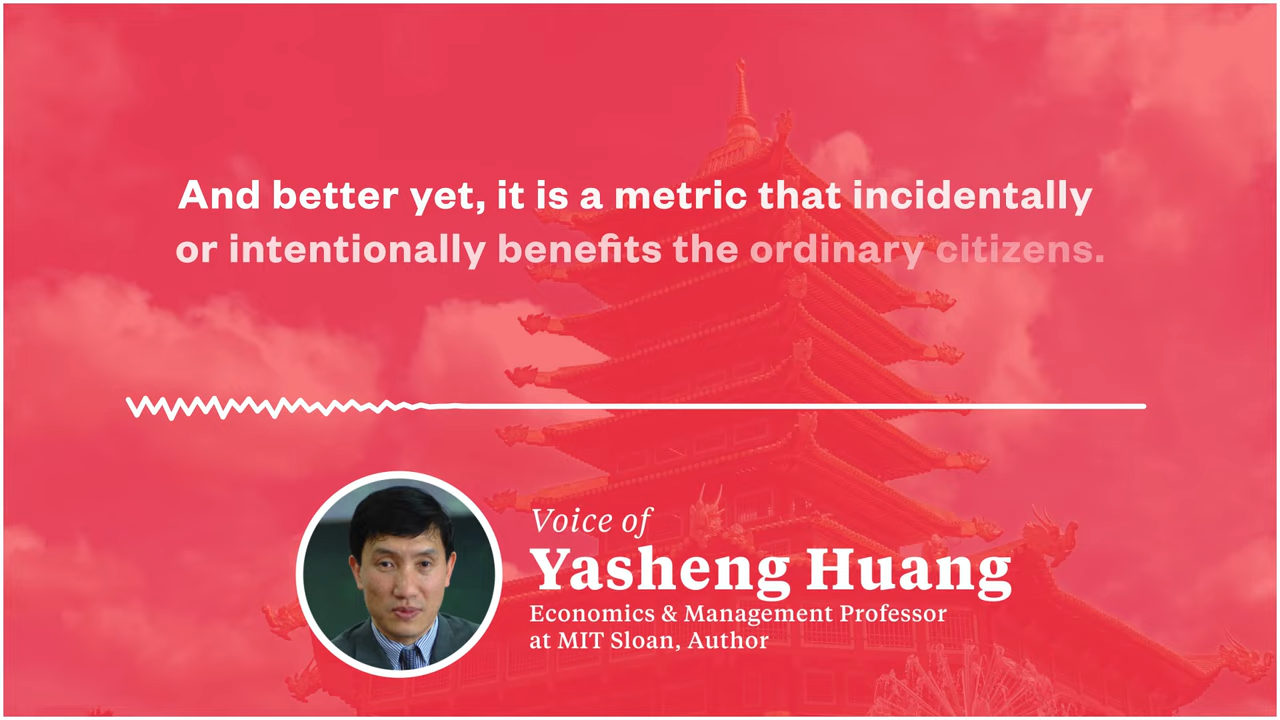 And better yet, it is a metric that incidentally
or intentionally benefits the ordinary citizens.
Voice of
Yasheng Huang
Economics & Management Professor
at MIT Sloan, Author